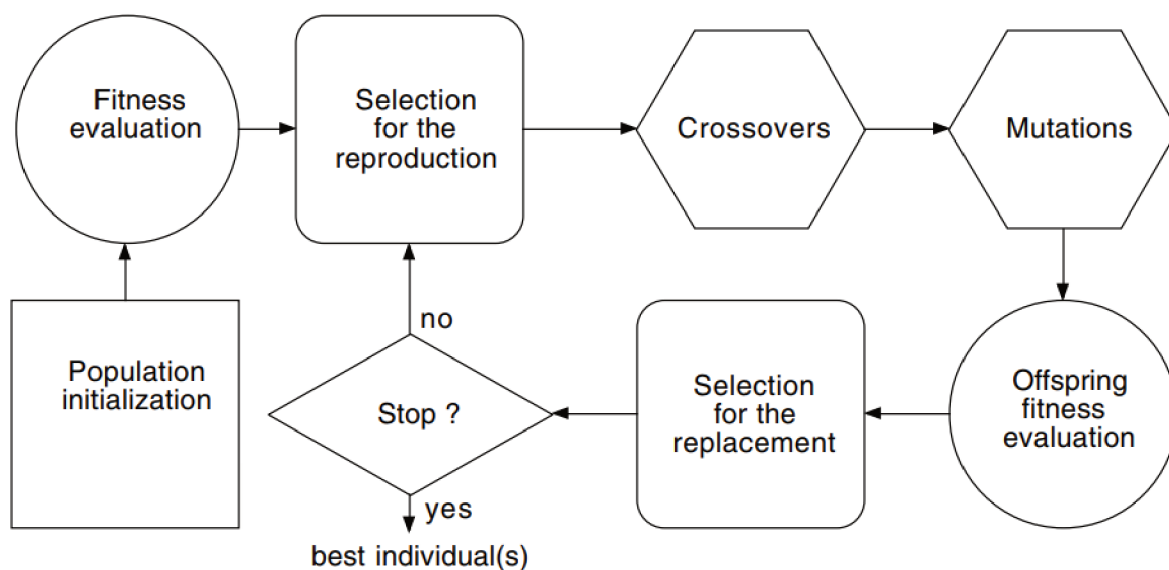 Fitness
evaluation
Selection
for the
reproduction
Crossovers
Mutations
Population
initialization
no
Stop ?
yes
best individual(s)
Selection
for the
replacement
Offspring
fitness
evaluation